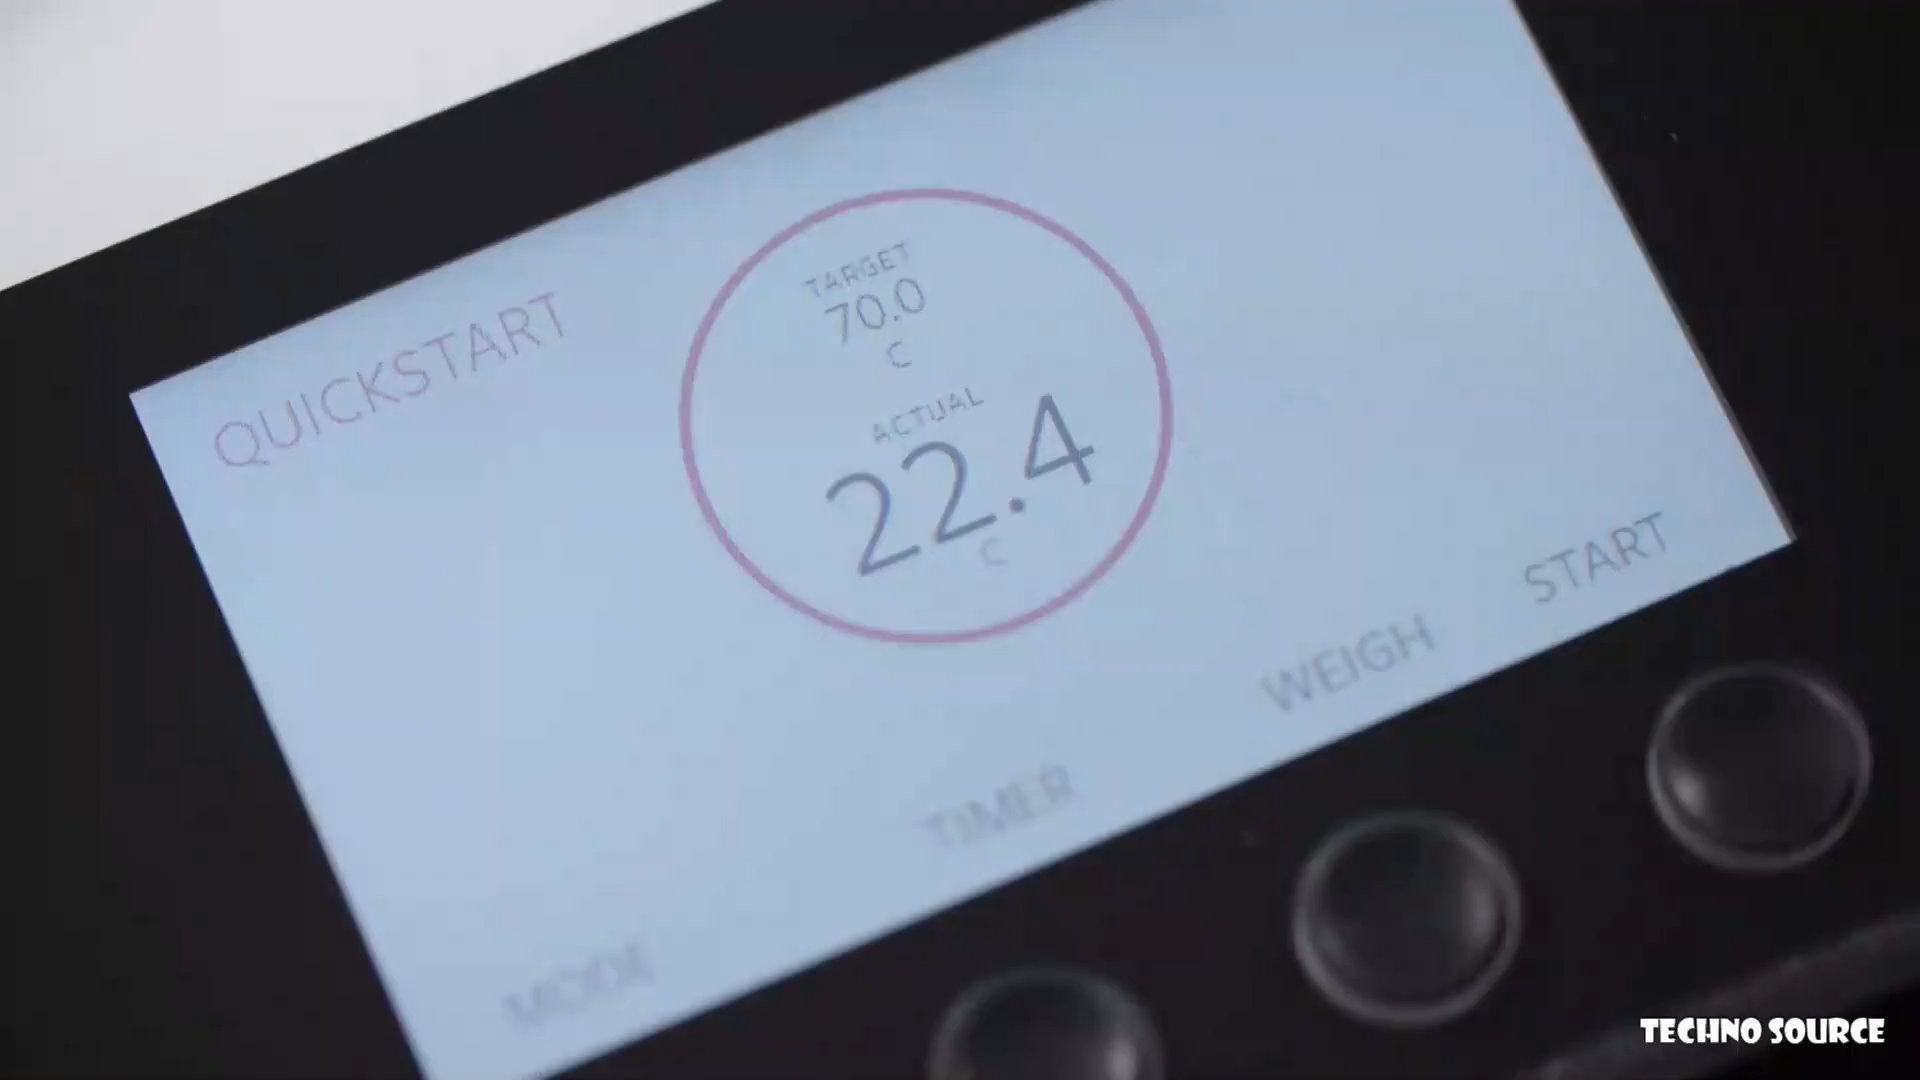 QUICKSTART
TARGET
70.0
C
ACTUAL
22.4
C
MODE
TIMER
WEIGH
START
TECHNO SOURCE